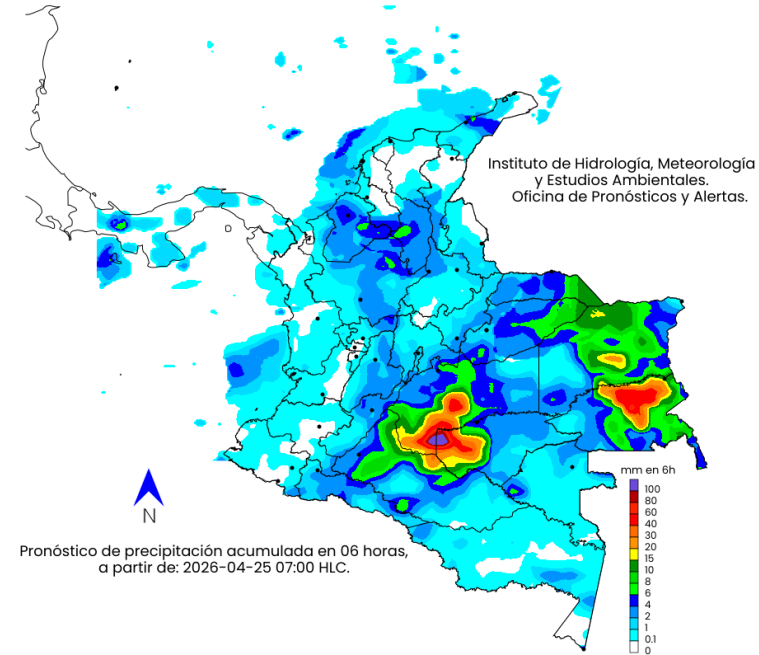 Instituto de Hidrología, Meteorología
y Estudios Ambientales.
Oficina de Pronósticos y Alertas.
mm en 6h
100
80
60
40
30
20
15
10
8
6
4
2
1
0.1
0
N
Pronóstico de precipitación acumulada en 06 horas,
a partir de: 2026-04-25 07:00 HLC.